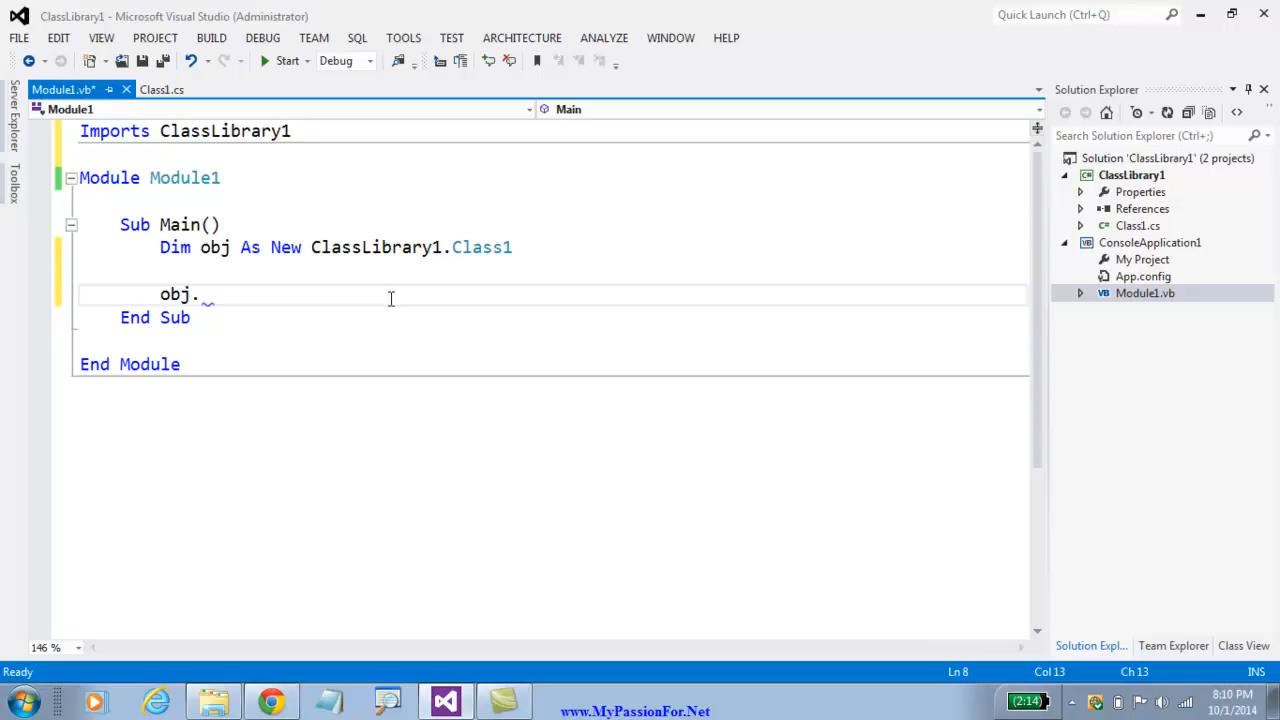 ClassLibrary1 - Microsoft Visual Studio (Administrator)
Quick Launch (Ctrl+Q)
FILE EDIT VIEW PROJECT BUILD DEBUG TEAM SQL TOOLS TEST ARCHITECTURE ANALYZE WINDOW HELP
Start Debug
Module1.vb* Class1.cs
Module1 Main
Server Explorer
Toolbox
Imports ClassLibrary1
Module Module1
Sub Main()
Dim obj As New ClassLibrary1.Class1
obj.
End Sub
End Module
Solution Explorer
Search Solution Explorer (Ctrl+;)
Solution 'ClassLibrary1' (2 projects)
ClassLibrary1
Properties
References
Class1.cs
ConsoleApplication1
My Project
App.config
VB Module1.vb
146 %
Solution Expl... Team Explorer Class View
Ready Ln 8 Col 13 Ch 13 INS
www.MyPassionFor.Net
(2:14)
8:10 PM
10/1/2014